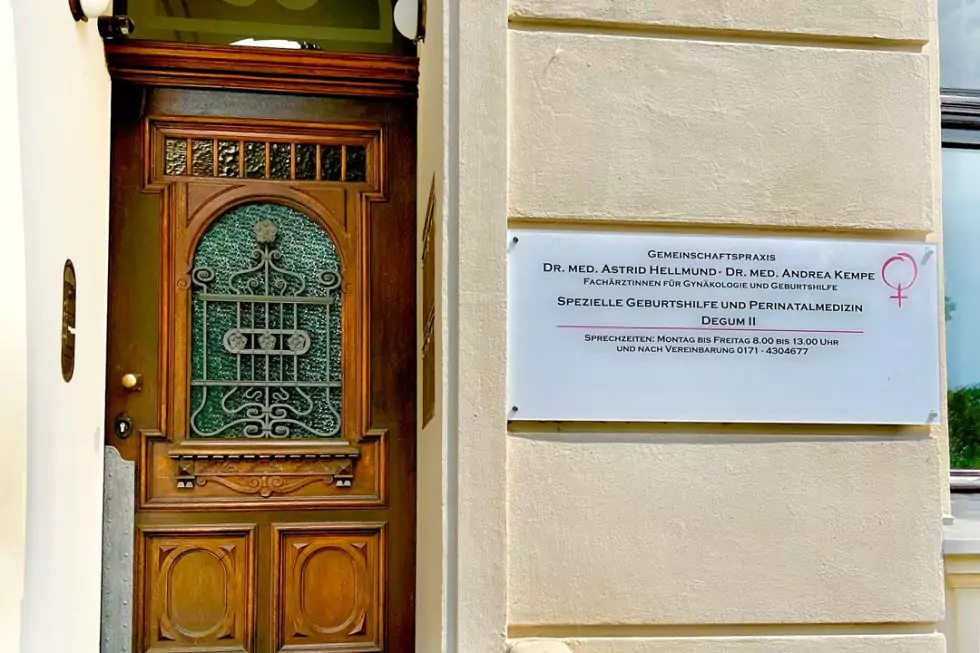 GEMEINSCHAFTSPRAXIS
DR. MED. ASTRID HELLMUND · DR. MED. ANDREA KEMPE
FACHÄRZTINNEN FÜR GYNÄKOLOGIE UND GEBURTSHILFE
SPEZIELLE GEBURTSHILFE UND PERINATALMEDIZIN
DEGUM II
SPRECHZEITEN: MONTAG BIS FREITAG 8.00 BIS 13.00 UHR
UND NACH VEREINBARUNG 0171 - 4304677